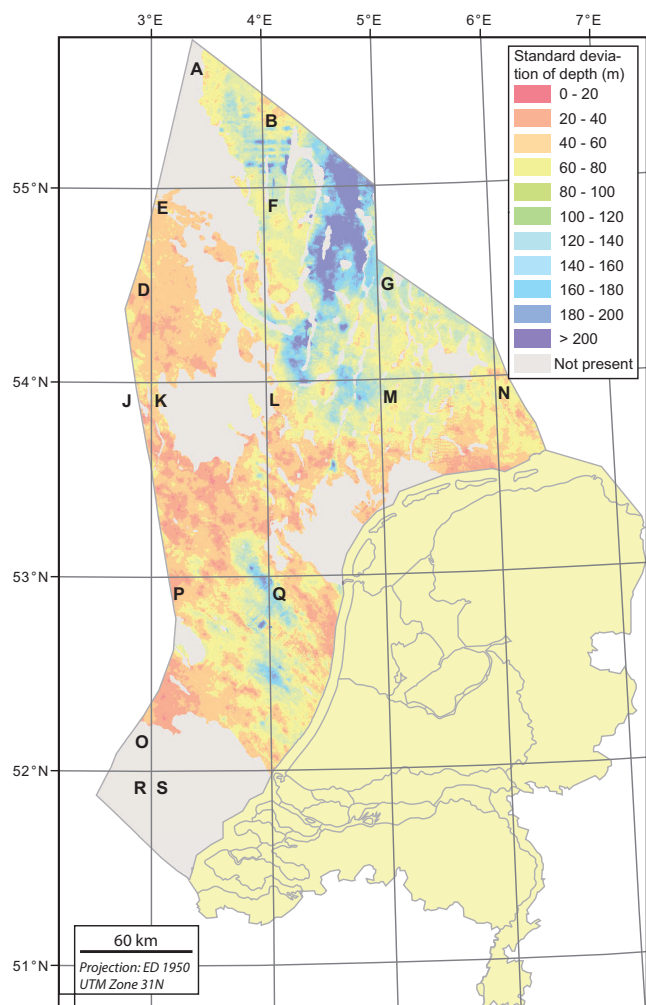 3°E
4°E
5°E
6°E
7°E
Standard devia-
tion of depth (m)
0 - 20
20 - 40
40 - 60
60 - 80
80 - 100
100 - 120
120 - 140
140 - 160
160 - 180
180 - 200
> 200
Not present
A
B
55°N
E
F
D
G
54°N
J
K
L
M
N
53°N
P
Q
O
52°N
R
S
60 km
Projection: ED 1950
UTM Zone 31N
51°N